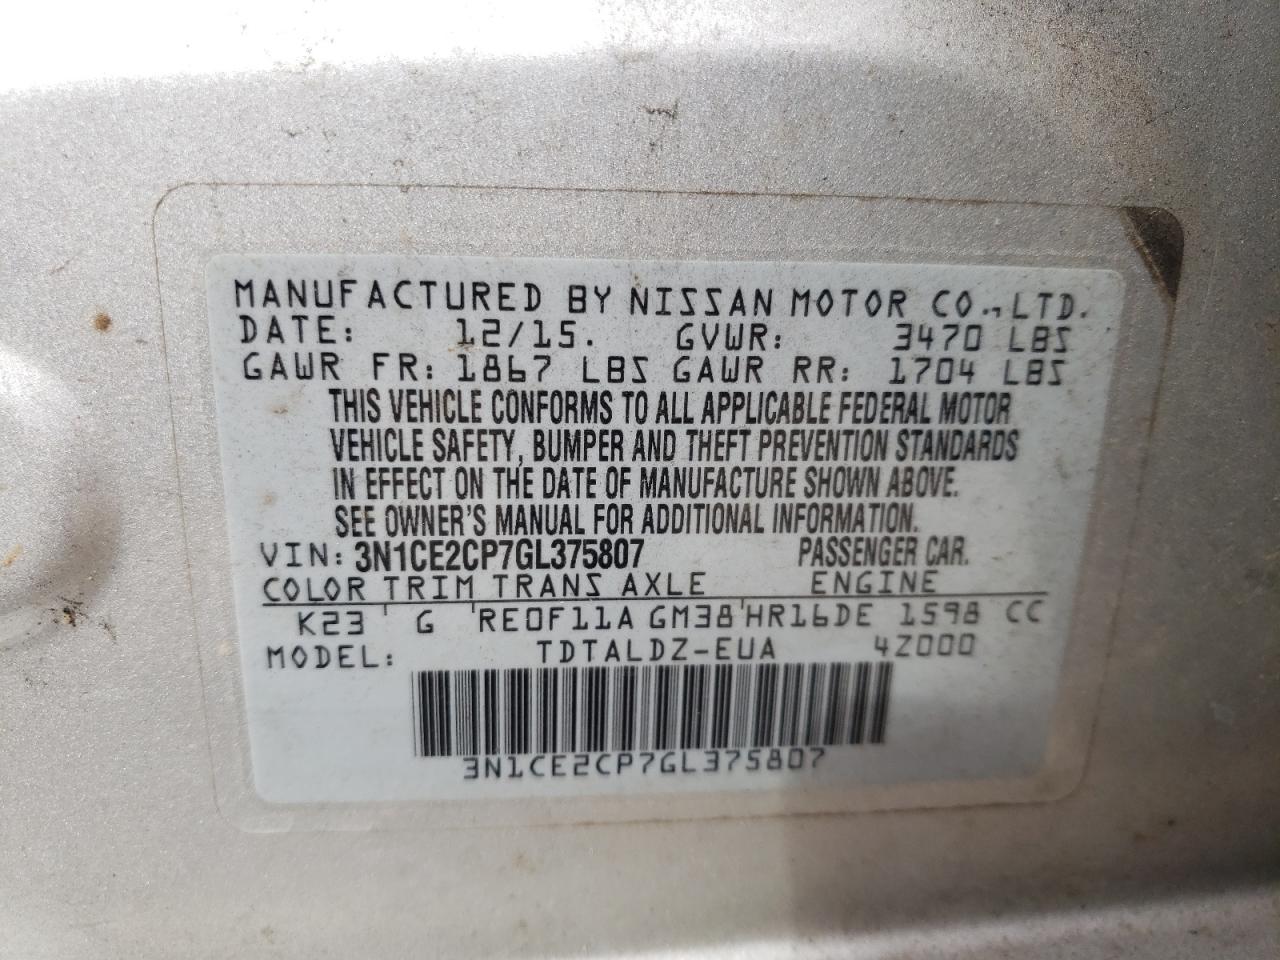 MANUFACTURED BY NISSAN MOTOR CO., LTD.
DATE: 12/15. GVWR: 3470 LBS
GAWR FR: 1867 LBS GAWR RR: 1704 LBS
THIS VEHICLE CONFORMS TO ALL APPLICABLE FEDERAL MOTOR
VEHICLE SAFETY, BUMPER AND THEFT PREVENTION STANDARDS
IN EFFECT ON THE DATE OF MANUFACTURE SHOWN ABOVE.
SEE OWNER'S MANUAL FOR ADDITIONAL INFORMATION.
VIN: 3N1CE2CP7GL375807 PASSENGER CAR.
COLOR TRIM TRANS AXLE ENGINE
K23 ' G ' RE0F11A GM38 ' HR16DE 1598 CC
MODEL: TDTALDZ-EUA 4Z000
3N1CE2CP7GL375807